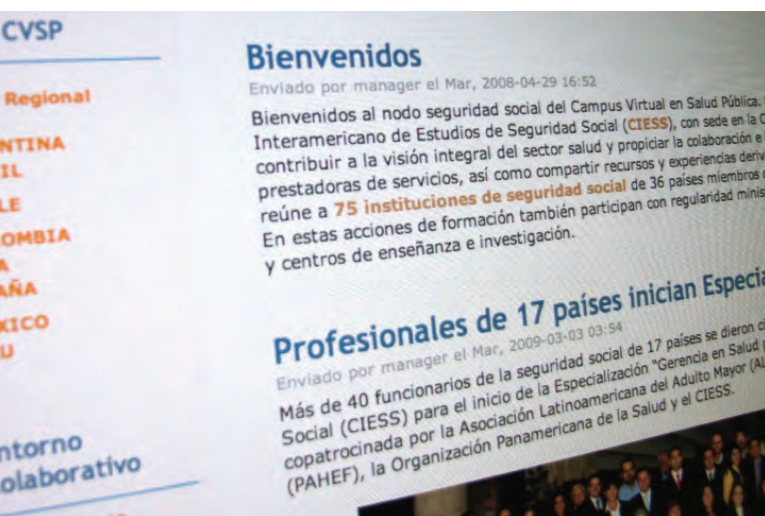 CVSP
Regional
NTINA
IL
LE
OMBIA
A
AÑA
XICO
U
ntorno
olaborativo
Bienvenidos
Enviado por manager el Mar, 2008-04-29 16:52
Bienvenidos al nodo seguridad social del Campus Virtual en Salud Pública.
Interamericano de Estudios de Seguridad Social (CIESS), con sede en la C
contribuir a la visión integral del sector salud y propiciar la colaboración e
prestadoras de servicios, así como compartir recursos y experiencias deriv
reúne a 75 instituciones de seguridad social de 36 países miembros
En estas acciones de formación también participan con regularidad minis
y centros de enseñanza e investigación.
Profesionales de 17 países inician Especia
Enviado por manager el Mar, 2009-03-03 03:54
Más de 40 funcionarios de la seguridad social de 17 países se dieron ci
Social (CIESS) para el inicio de la Especialización "Gerencia en Salud p
copatrocinada por la Asociación Latinoamericana del Adulto Mayor (AL
(PAHEF), la Organización Panamericana de la Salud y el CIESS.